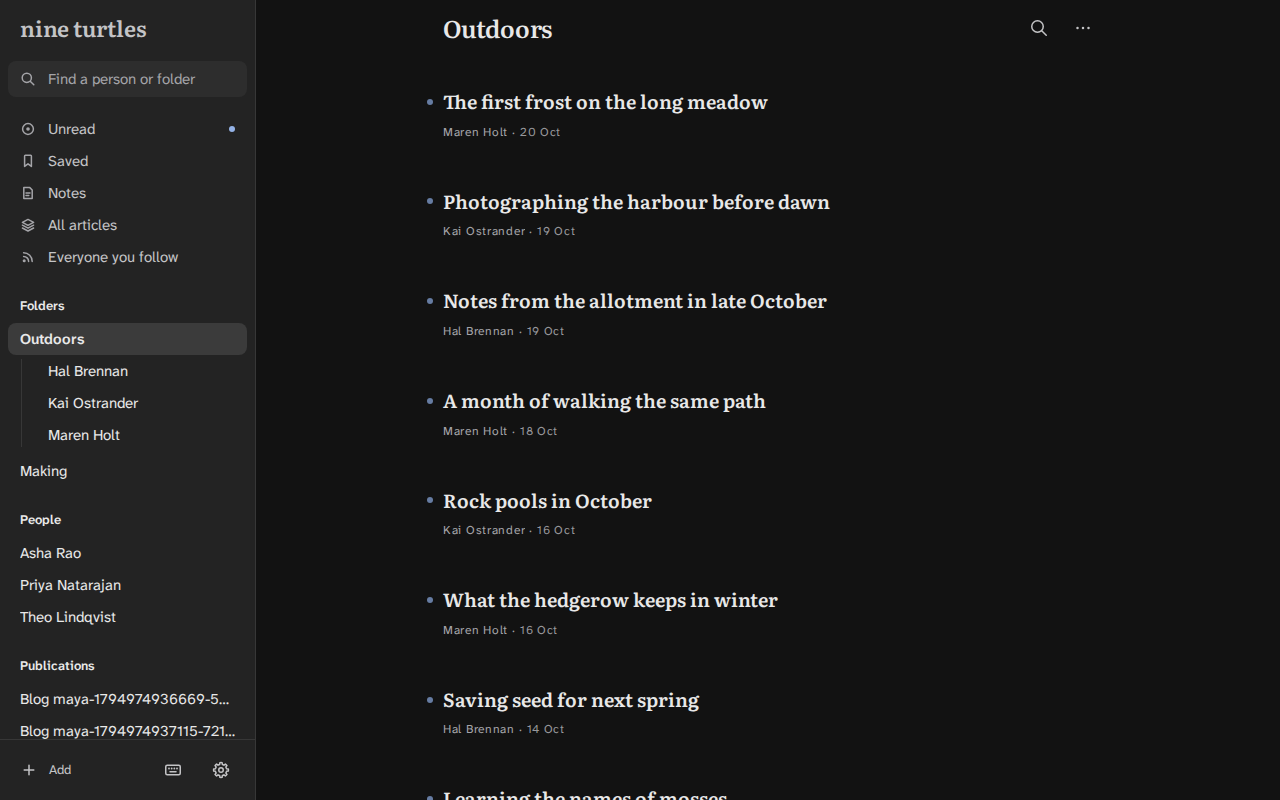 nine turtles
Find a person or folder
Unread
Saved
Notes
All articles
Everyone you follow
Folders
Outdoors
Hal Brennan
Kai Ostrander
Maren Holt
Making
People
Asha Rao
Priya Natarajan
Theo Lindqvist
Publications
Blog maya-1794974936669-5...
Blog maya-1794974937115-721...
Add
Outdoors
The first frost on the long meadow
Maren Holt · 20 Oct
Photographing the harbour before dawn
Kai Ostrander · 19 Oct
Notes from the allotment in late October
Hal Brennan · 19 Oct
A month of walking the same path
Maren Holt · 18 Oct
Rock pools in October
Kai Ostrander · 16 Oct
What the hedgerow keeps in winter
Maren Holt · 16 Oct
Saving seed for next spring
Hal Brennan · 14 Oct
Learning the names of mosses